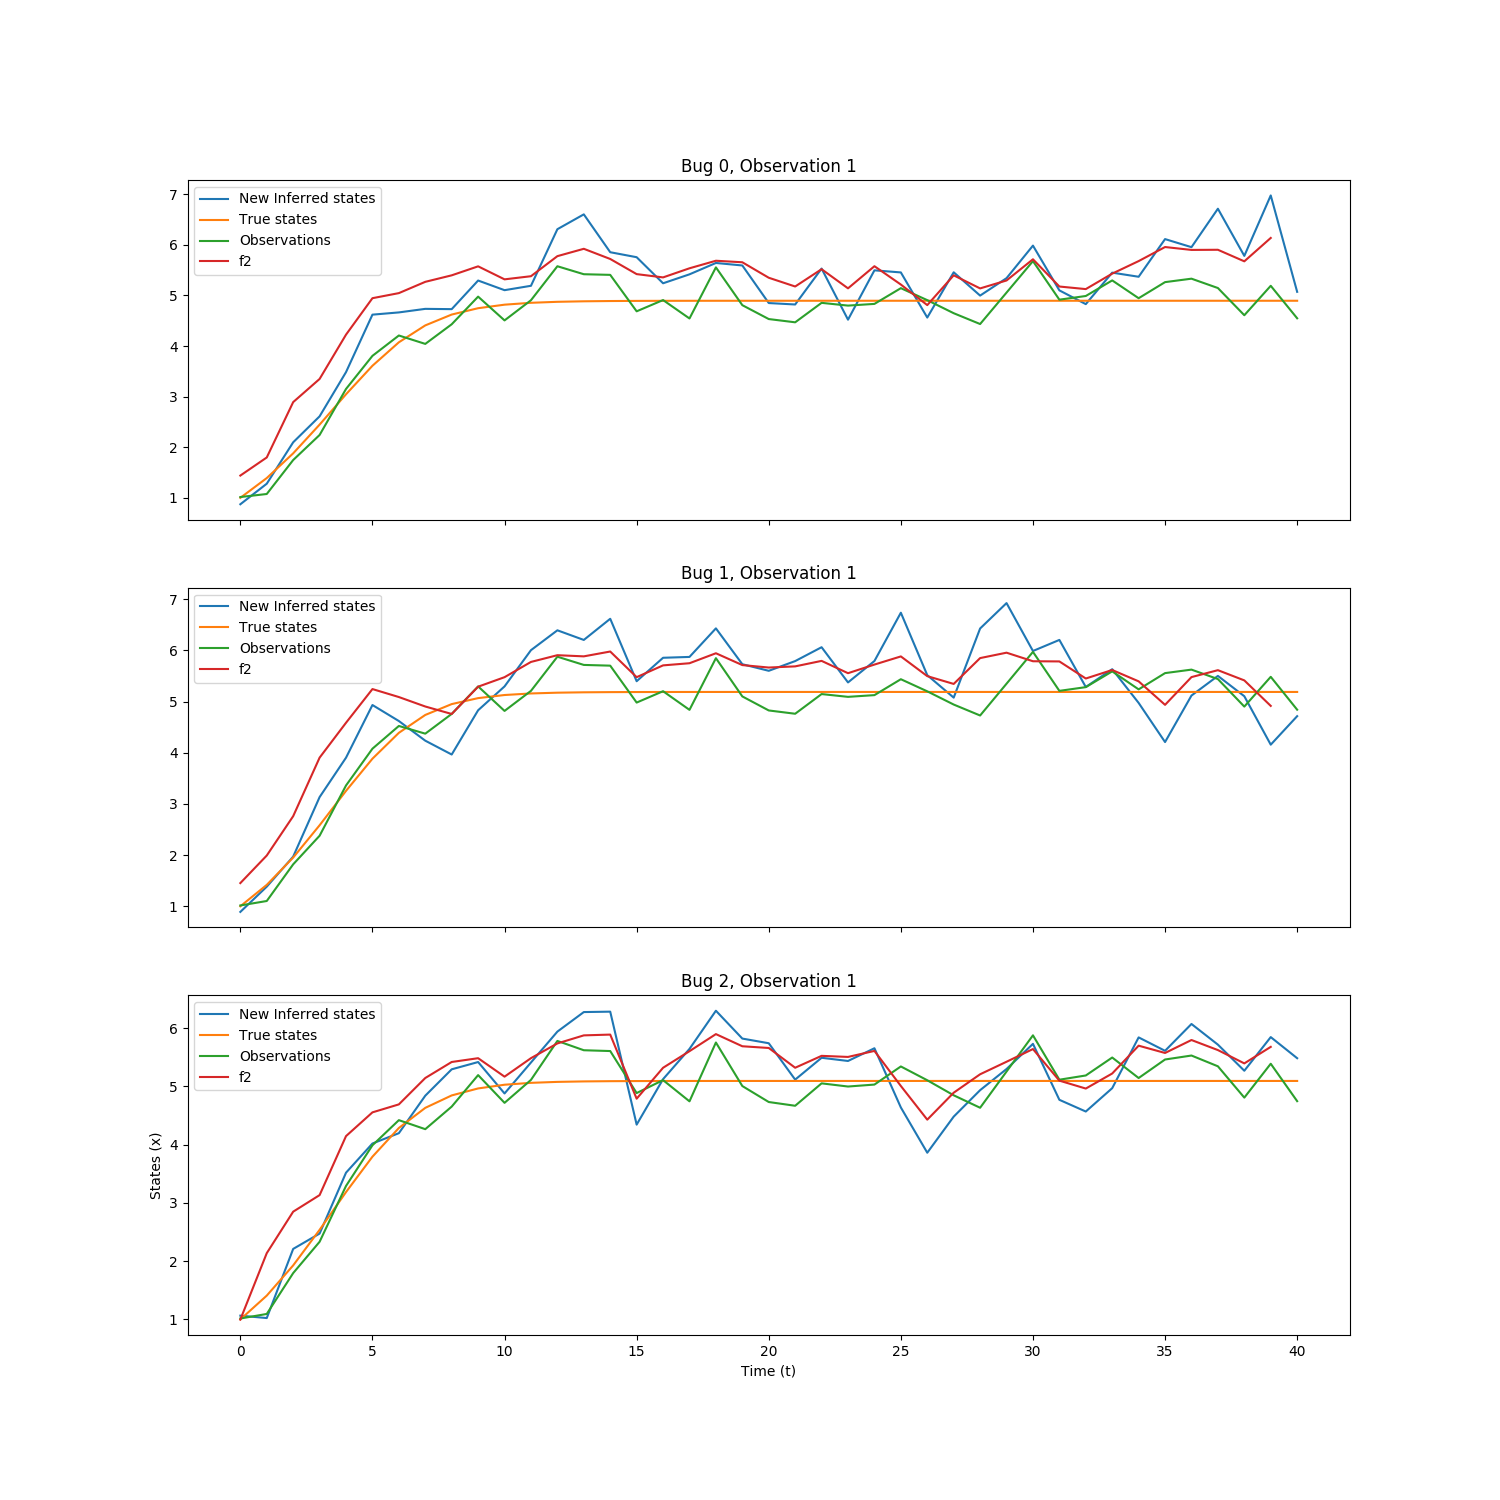 Bug 0, Observation 1
New Inferred states
True states
Observations
f2
7
6
5
4
3
2
1
Bug 1, Observation 1
New Inferred states
True states
Observations
f2
7
6
5
4
3
2
1
Bug 2, Observation 1
New Inferred states
True states
Observations
f2
6
5
4
3
2
1
States (x)
0 5 10 15 20 25 30 35 40
Time (t)